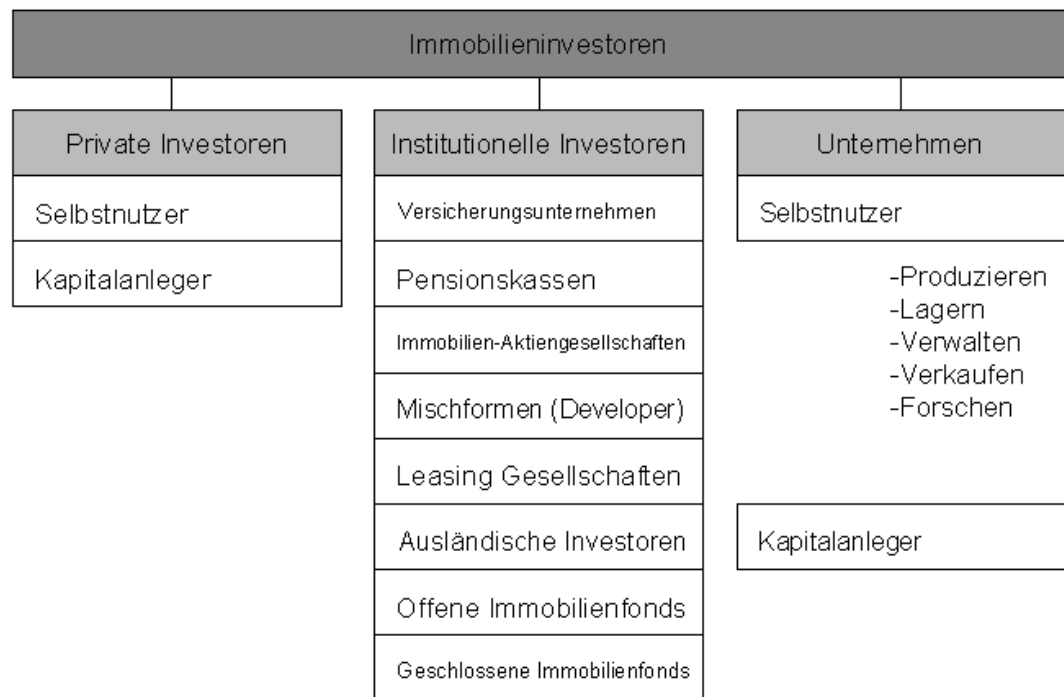 Immobilieninvestoren
Private Investoren
Selbstnutzer
Kapitalanleger
Institutionelle Investoren
Versicherungsunternehmen
Pensionskassen
Immobilien-Aktiengesellschaften
Mischformen (Developer)
Leasing Gesellschaften
Ausländische Investoren
Offene Immobilienfonds
Geschlossene Immobilienfonds
Unternehmen
Selbstnutzer
-Produzieren
-Lagern
-Verwalten
-Verkaufen
-Forschen
Kapitalanleger